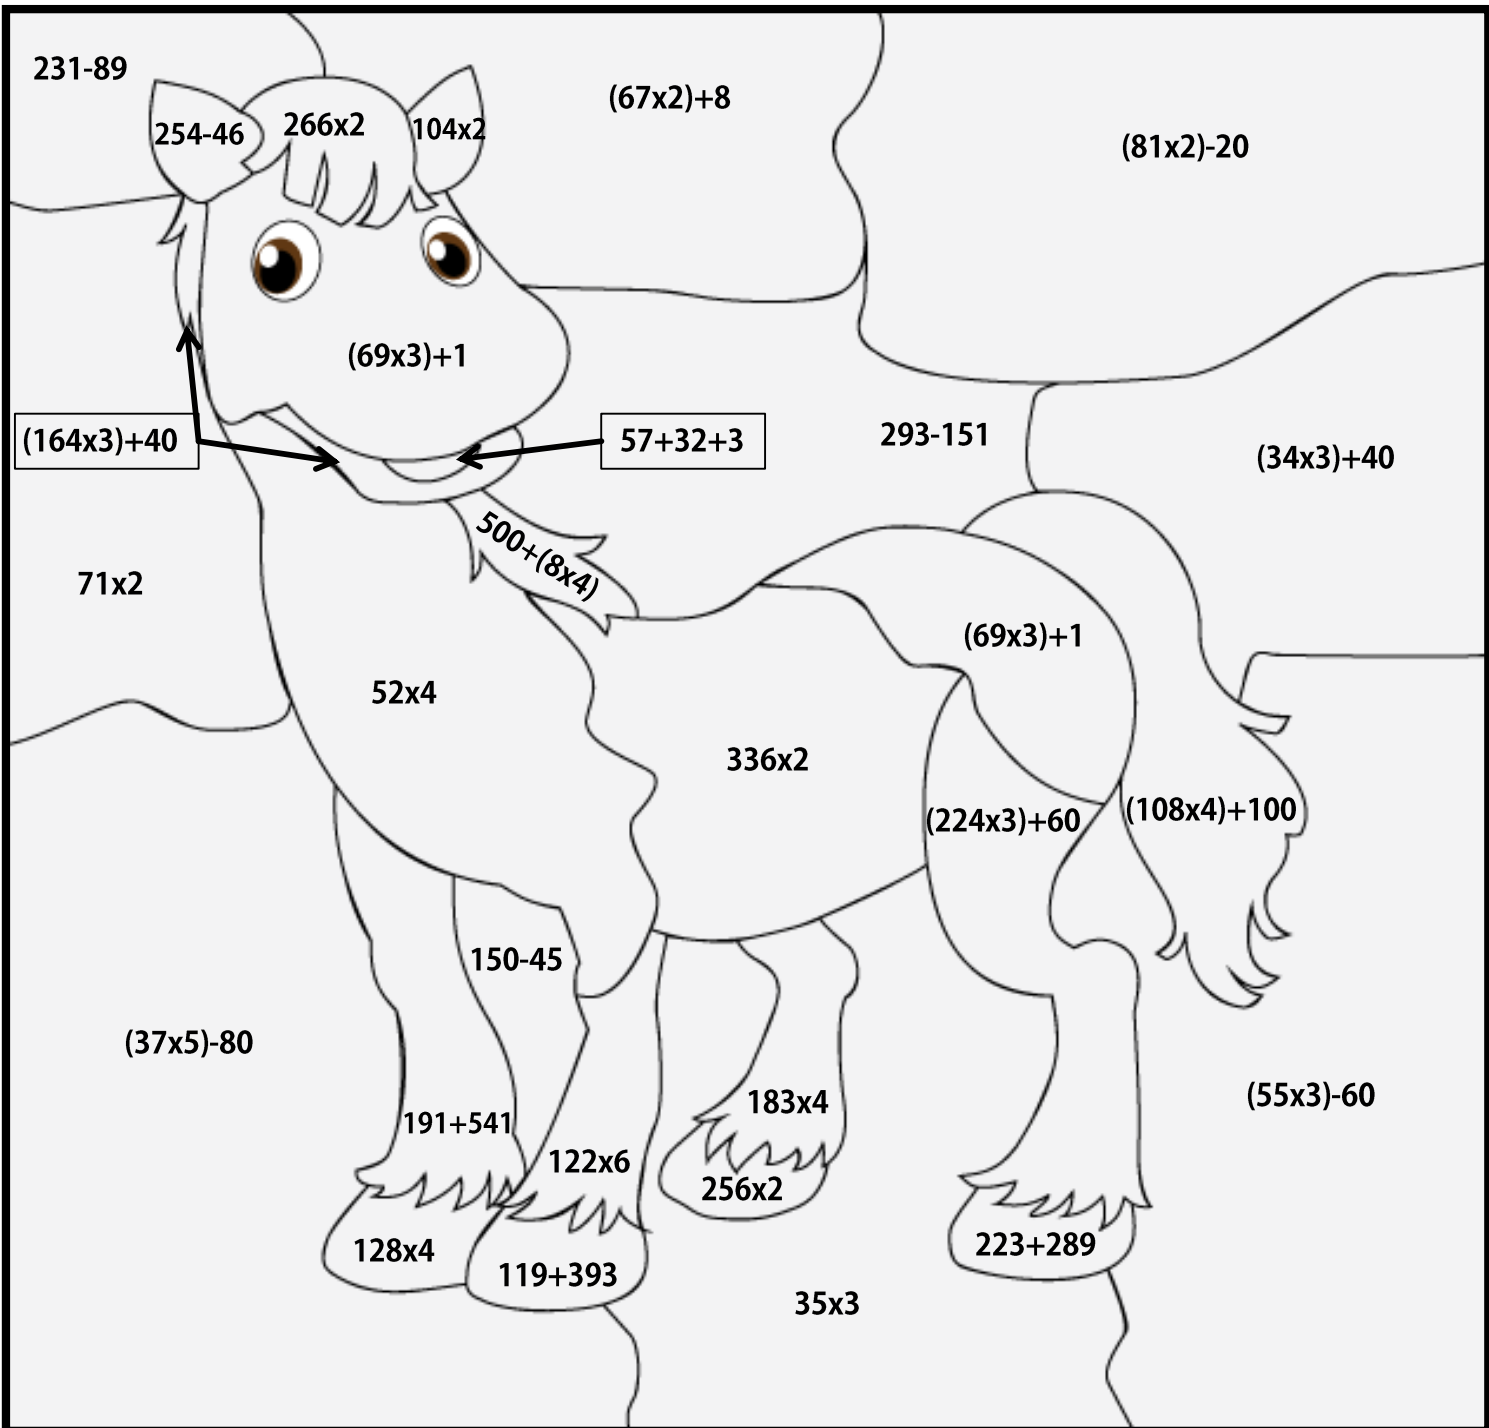 231-89
(67x2)+8
(81x2)-20
254-46
266x2
104x2
(69x3)+1
(164x3)+40
57+32+3
293-151
(34x3)+40
500+(8x4)
71x2
(69x3)+1
52x4
336x2
(224x3)+60
(108x4)+100
150-45
(37x5)-80
(55x3)-60
183x4
191+541
122x6
256x2
128x4
119+393
223+289
35x3